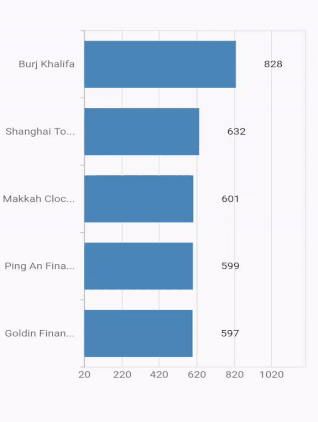 Burj Khalifa 828
Shanghai To... 632
Makkah Cloc... 601
Ping An Fina... 599
Goldin Finan... 597
20 220 420 620 820 1020